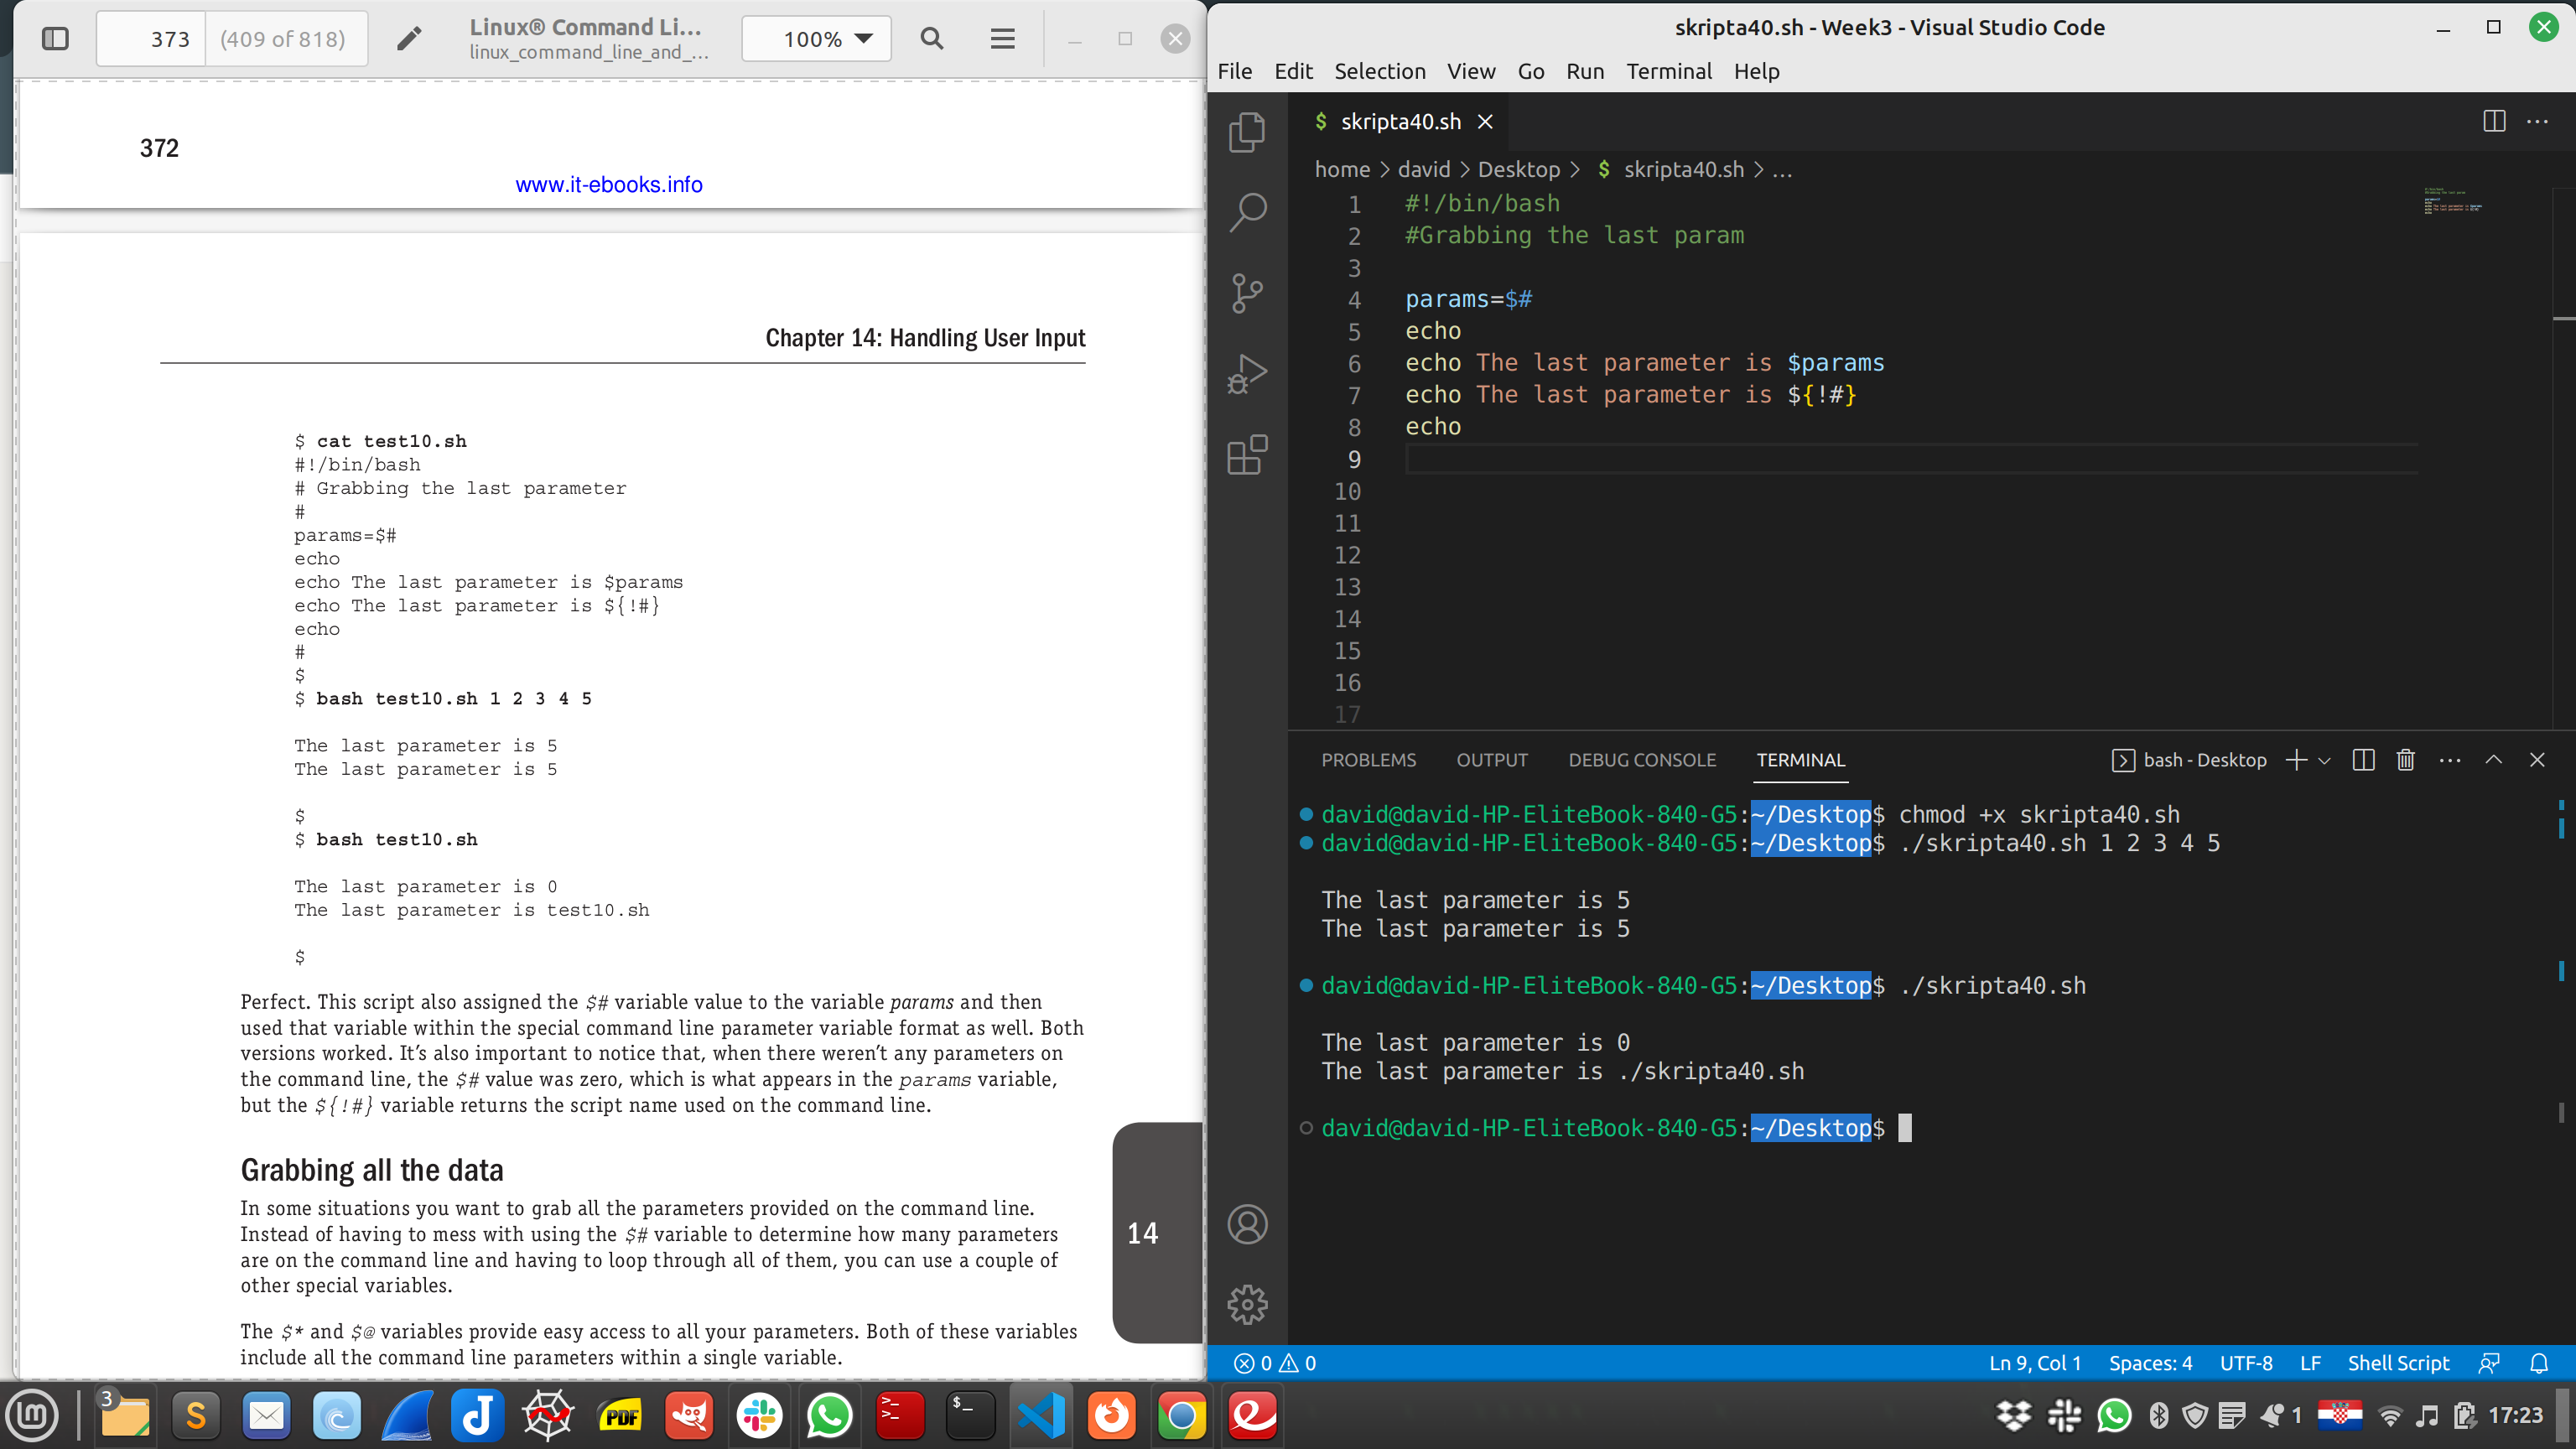 373 (409 of 818)
Linux® Command Li...
linux_command_line_and_...
100%
372
www.it-ebooks.info
Chapter 14: Handling User Input
$ cat test10.sh
#!/bin/bash
# Grabbing the last parameter
#
params=$#
echo
echo The last parameter is $params
echo The last parameter is ${!#}
echo
#
$
$ bash test10.sh 1 2 3 4 5
The last parameter is 5
The last parameter is 5
$
$ bash test10.sh
The last parameter is 0
The last parameter is test10.sh
$
Perfect. This script also assigned the $# variable value to the variable params and then
used that variable within the special command line parameter variable format as well. Both
versions worked. It’s also important to notice that, when there weren’t any parameters on
the command line, the $# value was zero, which is what appears in the params variable,
but the ${!#} variable returns the script name used on the command line.
Grabbing all the data
In some situations you want to grab all the parameters provided on the command line.
Instead of having to mess with using the $# variable to determine how many parameters
are on the command line and having to loop through all of them, you can use a couple of
other special variables.
The $* and $@ variables provide easy access to all your parameters. Both of these variables
include all the command line parameters within a single variable.
14
skripta40.sh - Week3 - Visual Studio Code
File Edit Selection View Go Run Terminal Help
$ skripta40.sh
home > david > Desktop > $ skripta40.sh > ...
1 #!/bin/bash
2 #Grabbing the last param
3
4 params=$#
5 echo
6 echo The last parameter is $params
7 echo The last parameter is ${!#}
8 echo
9
10
11
12
13
14
15
16
17
PROBLEMS OUTPUT DEBUG CONSOLE TERMINAL bash - Desktop
david@david-HP-EliteBook-840-G5:~/Desktop$ chmod +x skripta40.sh
david@david-HP-EliteBook-840-G5:~/Desktop$ ./skripta40.sh 1 2 3 4 5
The last parameter is 5
The last parameter is 5
david@david-HP-EliteBook-840-G5:~/Desktop$ ./skripta40.sh
The last parameter is 0
The last parameter is ./skripta40.sh
david@david-HP-EliteBook-840-G5:~/Desktop$
0 0 Ln 9, Col 1 Spaces: 4 UTF-8 LF Shell Script
3 S PDF >_ $_ 1 17:23